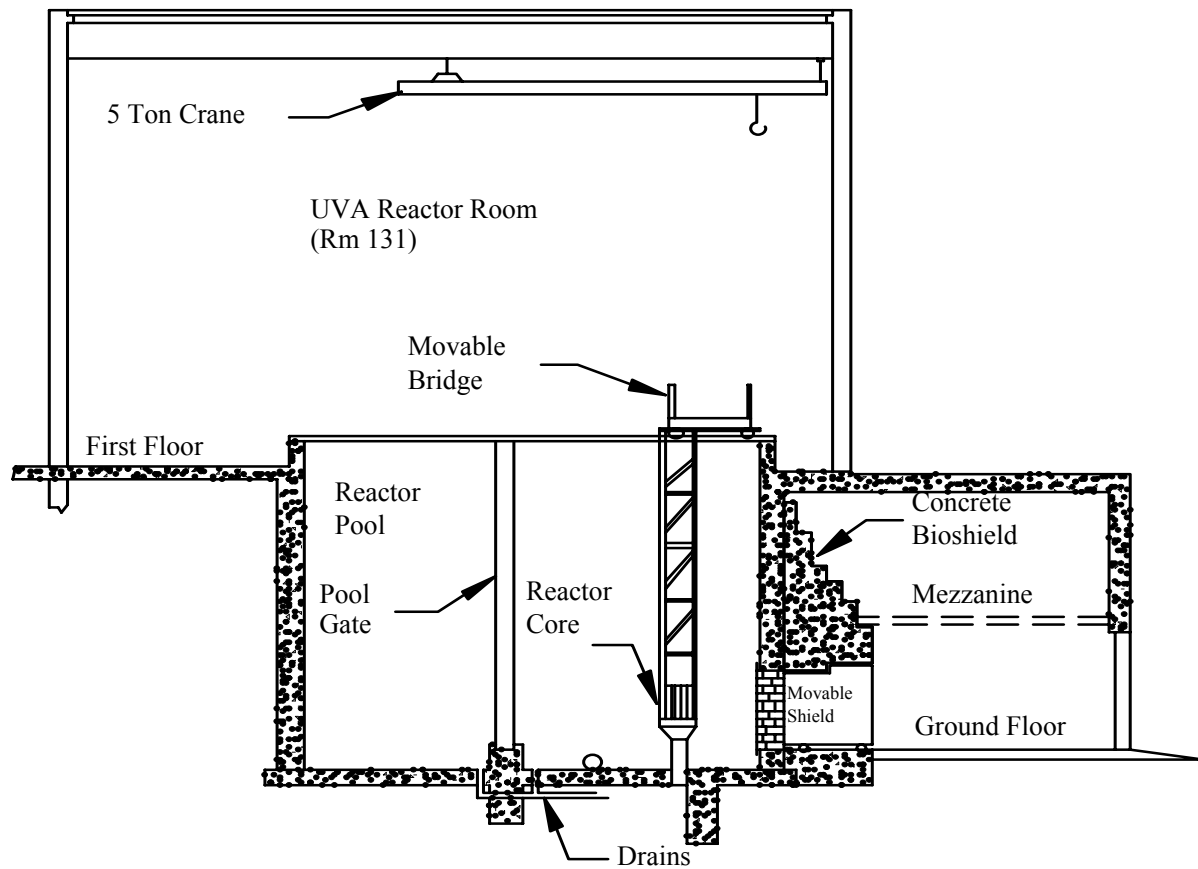 5 Ton Crane
UVA Reactor Room
(Rm 131)
Movable
Bridge
First Floor
Reactor
Pool
Concrete
Bioshield
Pool
Gate
Reactor
Core
Mezzanine
Movable
Shield
Ground Floor
Drains